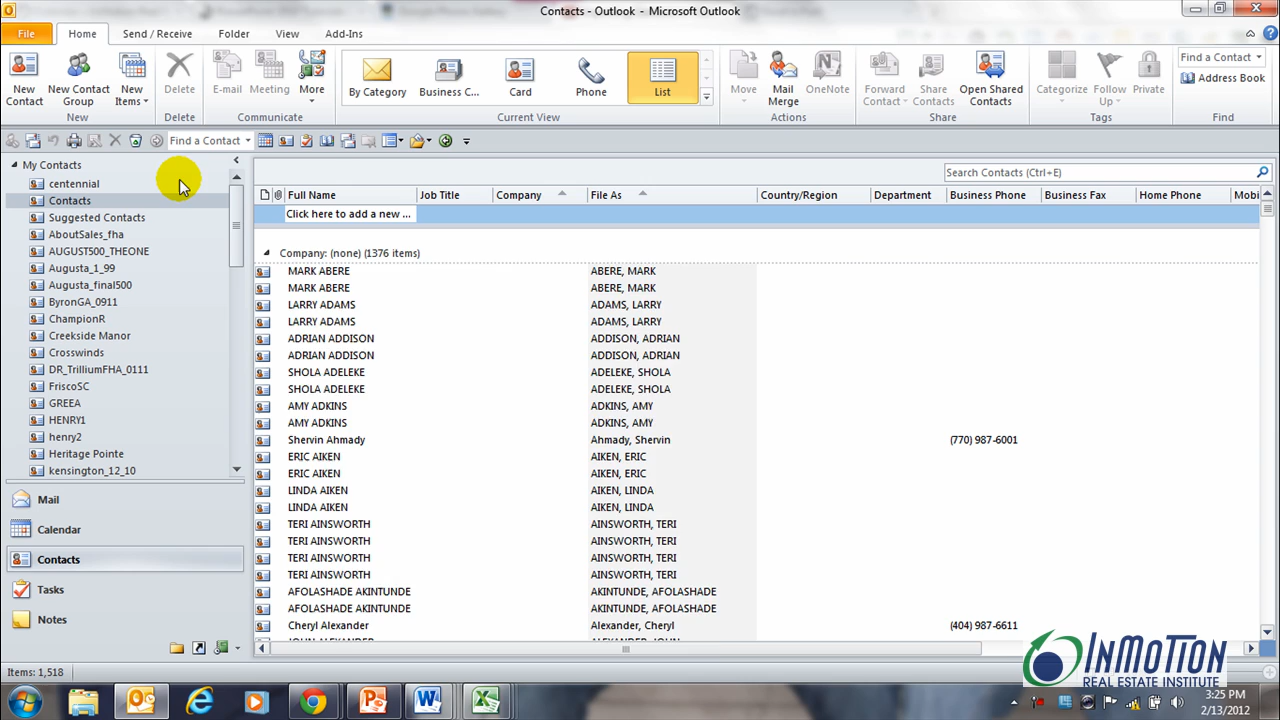 Contacts - Outlook - Microsoft Outlook
File Home Send / Receive Folder View Add-Ins
New Contact
New Contact Group
New Items
Delete
E-mail
Meeting
More
By Category
Business C...
Card
Phone
List
Move
Mail Merge
OneNote
Forward Contact
Share Contacts
Open Shared Contacts
Categorize
Follow Up
Private
Find a Contact
Address Book
New Delete Communicate Current View Actions Share Tags Find
Find a Contact
My Contacts
centennial
Contacts
Suggested Contacts
AboutSales_fha
AUGUST500_THEONE
Augusta_1_99
Augusta_final500
ByronGA_0911
ChampionR
Creekside Manor
Crosswinds
DR_TrilliumFHA_0111
FriscoSC
GREEA
HENRY1
henry2
Heritage Pointe
kensington_12_10
Mail
Calendar
Contacts
Tasks
Notes
Search Contacts (Ctrl+E)
Full Name Job Title Company File As Country/Region Department Business Phone Business Fax Home Phone Mobi
Click here to add a new ...
Company: (none) (1376 items)
MARK ABERE ABERE, MARK
MARK ABERE ABERE, MARK
LARRY ADAMS ADAMS, LARRY
LARRY ADAMS ADAMS, LARRY
ADRIAN ADDISON ADDISON, ADRIAN
ADRIAN ADDISON ADDISON, ADRIAN
SHOLA ADELEKE ADELEKE, SHOLA
SHOLA ADELEKE ADELEKE, SHOLA
AMY ADKINS ADKINS, AMY
AMY ADKINS ADKINS, AMY
Shervin Ahmady Ahmady, Shervin (770) 987-6001
ERIC AIKEN AIKEN, ERIC
ERIC AIKEN AIKEN, ERIC
LINDA AIKEN AIKEN, LINDA
LINDA AIKEN AIKEN, LINDA
TERI AINSWORTH AINSWORTH, TERI
TERI AINSWORTH AINSWORTH, TERI
TERI AINSWORTH AINSWORTH, TERI
TERI AINSWORTH AINSWORTH, TERI
AFOLASHADE AKINTUNDE AKINTUNDE, AFOLASHADE
AFOLASHADE AKINTUNDE AKINTUNDE, AFOLASHADE
Cheryl Alexander Alexander, Cheryl (404) 987-6611
INMOTION
REAL ESTATE INSTITUTE
Items: 1,518
3:25 PM
2/13/2012